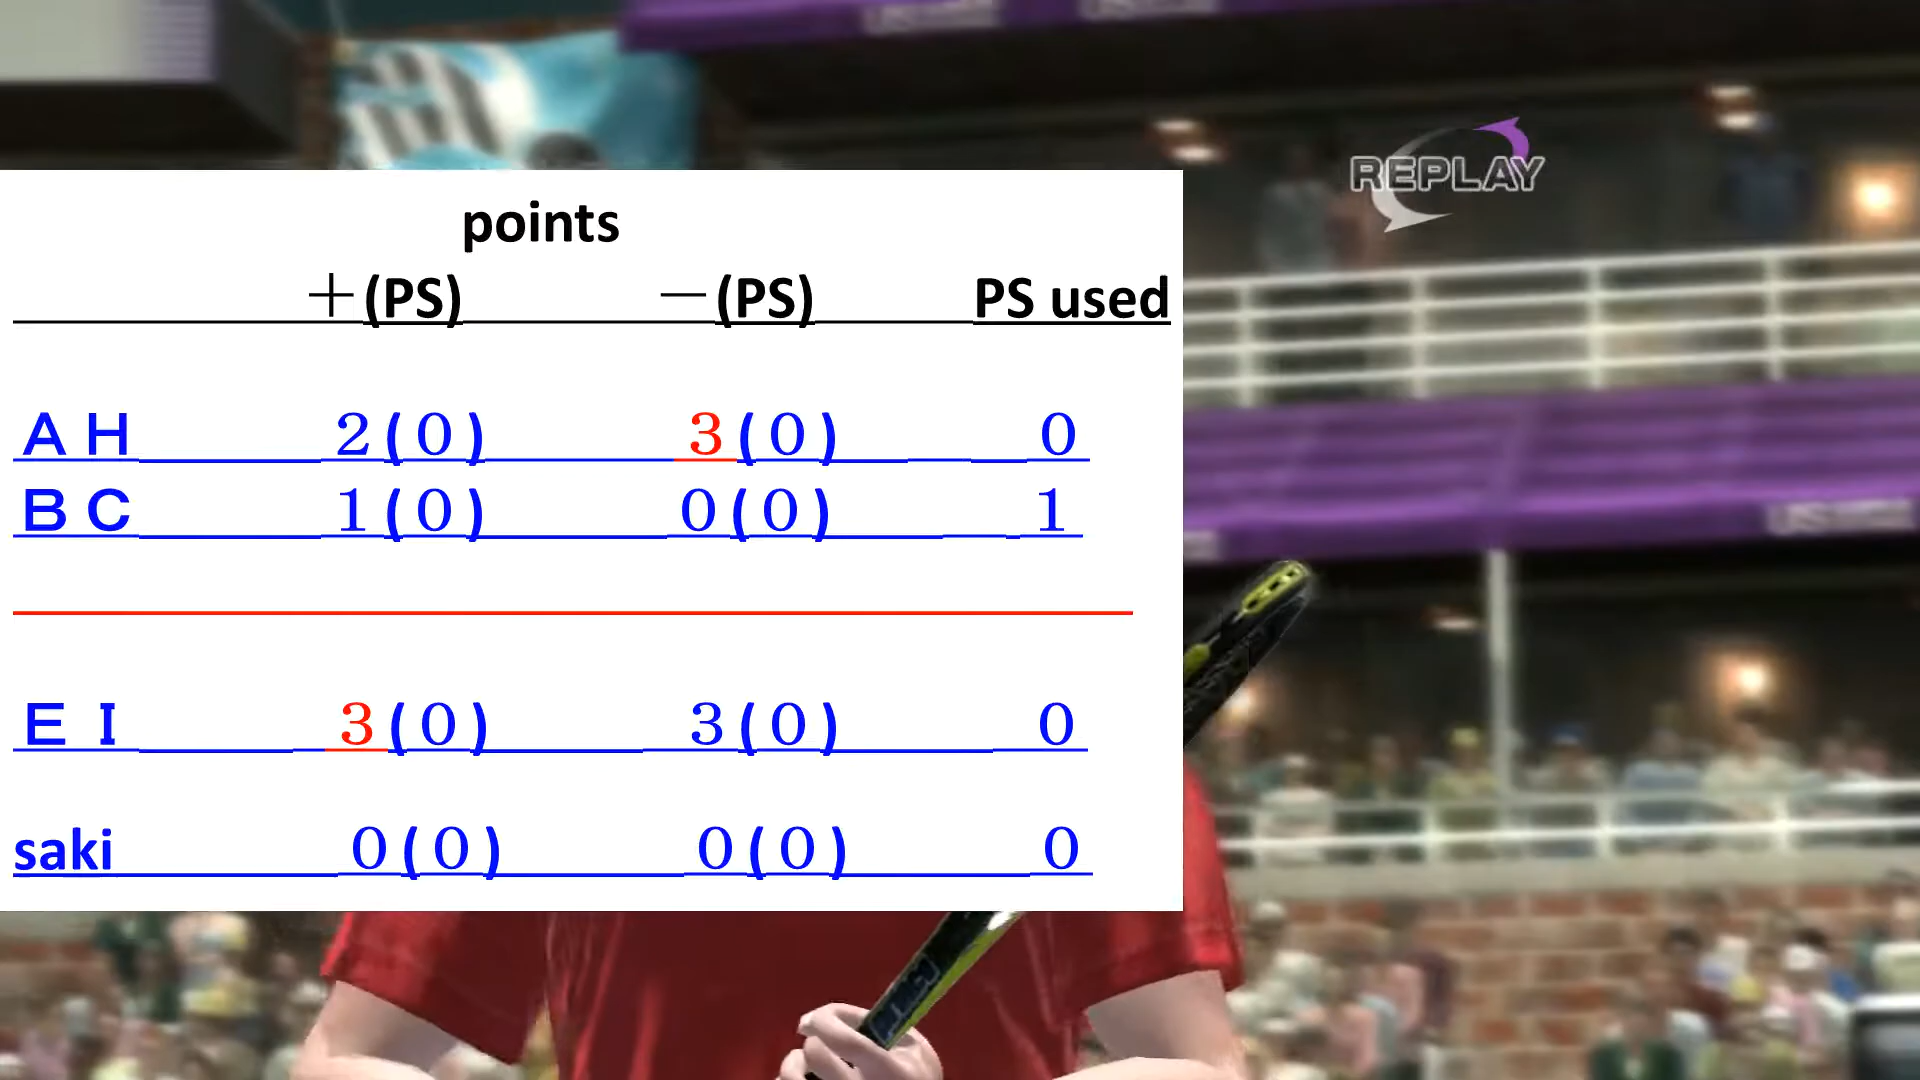 REPLAY
points
＋(PS) －(PS) PS used
A H 2(0) 3(0) 0
B C 1(0) 0(0) 1
E I 3(0) 3(0) 0
saki 0(0) 0(0) 0